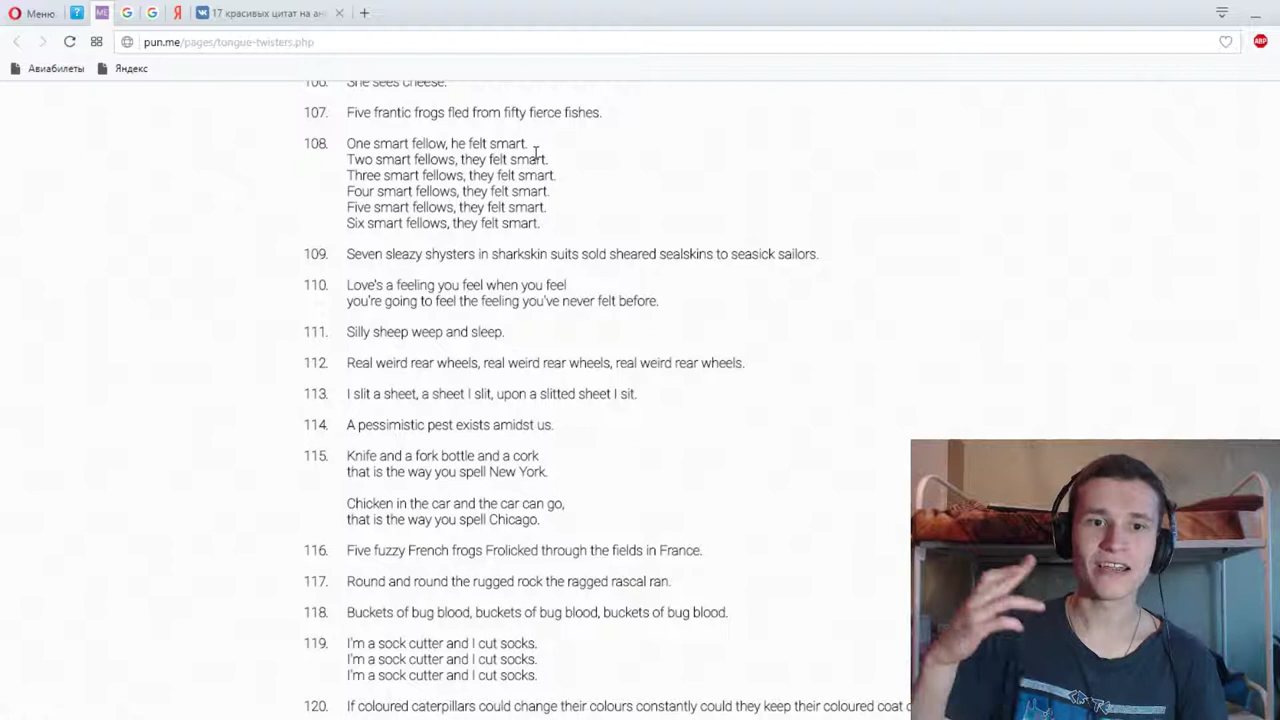 Меню
17 красивых цитат на ан
pun.me/pages/tongue-twisters.php
ABP
Авиабилеты
Яндекс
106. She sees cheese.
107. Five frantic frogs fled from fifty fierce fishes.
108. One smart fellow, he felt smart.
Two smart fellows, they felt smart.
Three smart fellows, they felt smart.
Four smart fellows, they felt smart.
Five smart fellows, they felt smart.
Six smart fellows, they felt smart.
109. Seven sleazy shysters in sharkskin suits sold sheared sealskins to seasick sailors.
110. Love's a feeling you feel when you feel
you're going to feel the feeling you've never felt before.
111. Silly sheep weep and sleep.
112. Real weird rear wheels, real weird rear wheels, real weird rear wheels.
113. I slit a sheet, a sheet I slit, upon a slitted sheet I sit.
114. A pessimistic pest exists amidst us.
115. Knife and a fork bottle and a cork
that is the way you spell New York.
Chicken in the car and the car can go,
that is the way you spell Chicago.
116. Five fuzzy French frogs Frolicked through the fields in France.
117. Round and round the rugged rock the ragged rascal ran.
118. Buckets of bug blood, buckets of bug blood, buckets of bug blood.
119. I'm a sock cutter and I cut socks.
I'm a sock cutter and I cut socks.
I'm a sock cutter and I cut socks.
120. If coloured caterpillars could change their colours constantly could they keep their coloured coat c